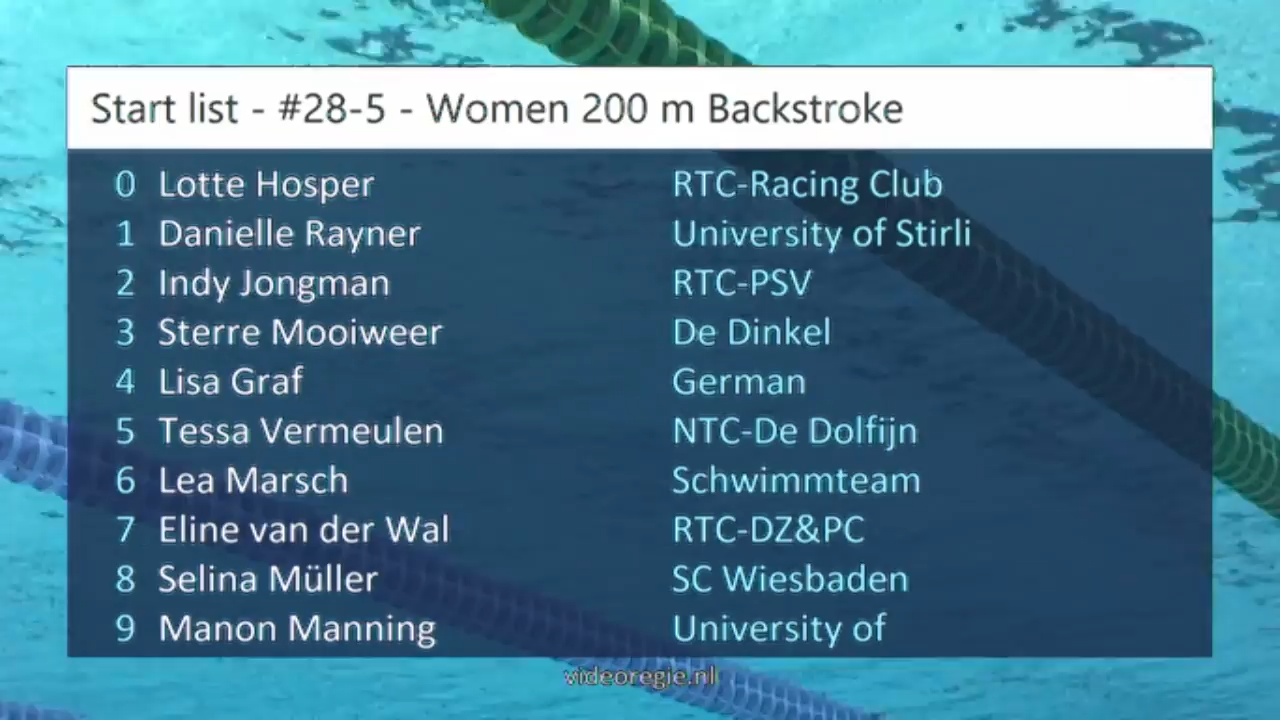 Start list - #28-5 - Women 200 m Backstroke
0 Lotte Hosper RTC-Racing Club
1 Danielle Rayner University of Stirli
2 Indy Jongman RTC-PSV
3 Sterre Mooiweer De Dinkel
4 Lisa Graf German
5 Tessa Vermeulen NTC-De Dolfijn
6 Lea Marsch Schwimmteam
7 Eline van der Wal RTC-DZ&PC
8 Selina Müller SC Wiesbaden
9 Manon Manning University of
videoregie.nl